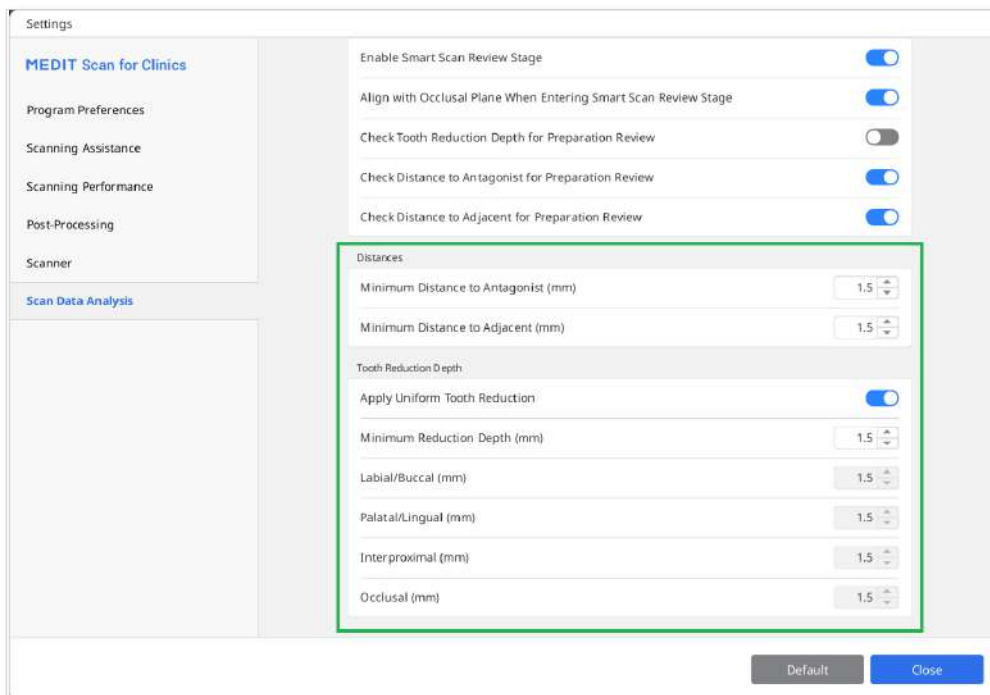 Settings
MEDIT Scan for Clinics
Program Preferences
Scanning Assistance
Scanning Performance
Post-Processing
Scanner
Scan Data Analysis
Enable Smart Scan Review Stage
Align with Occlusal Plane When Entering Smart Scan Review Stage
Check Tooth Reduction Depth for Preparation Review
Check Distance to Antagonist for Preparation Review
Check Distance to Adjacent for Preparation Review
Distances
Minimum Distance to Antagonist (mm) 1.5
Minimum Distance to Adjacent (mm) 1.5
Tooth Reduction Depth
Apply Uniform Tooth Reduction
Minimum Reduction Depth (mm) 1.5
Labial/Buccal (mm) 1.5
Palatal/Lingual (mm) 1.5
Interproximal (mm) 1.5
Occlusal (mm) 1.5
Default Close